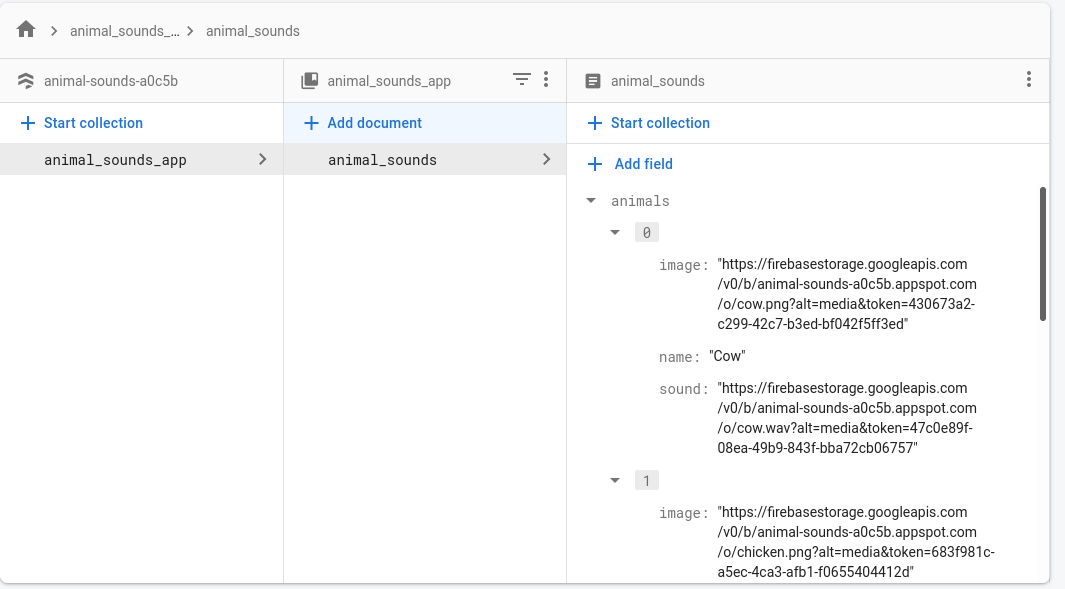 animal_sounds_… > animal_sounds
animal-sounds-a0c5b
Start collection
animal_sounds_app
animal_sounds_app
Add document
animal_sounds
animal_sounds
Start collection
Add field
animals
0
image: "https://firebasestorage.googleapis.com
/v0/b/animal-sounds-a0c5b.appspot.com
/o/cow.png?alt=media&token=430673a2-
c299-42c7-b3ed-bf042f5ff3ed"
name: "Cow"
sound: "https://firebasestorage.googleapis.com
/v0/b/animal-sounds-a0c5b.appspot.com
/o/cow.wav?alt=media&token=47c0e89f-
08ea-49b9-843f-bba72cb06757"
1
image: "https://firebasestorage.googleapis.com
/v0/b/animal-sounds-a0c5b.appspot.com
/o/chicken.png?alt=media&token=683f981c-
a5ec-4ca3-afb1-f0655404412d"